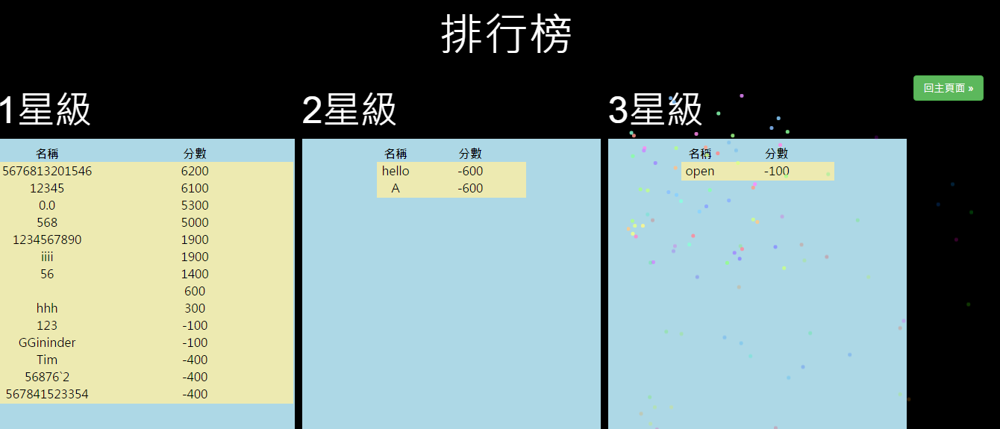 排行榜
回主頁面 »
1星級
名稱 分數
5676813201546 6200
12345 6100
0.0 5300
568 5000
1234567890 1900
iiii 1900
56 1400
600
hhh 300
123 -100
GGininder -100
Tim -400
56876`2 -400
567841523354 -400
2星級
名稱 分數
hello -600
A -600
3星級
名稱 分數
open -100